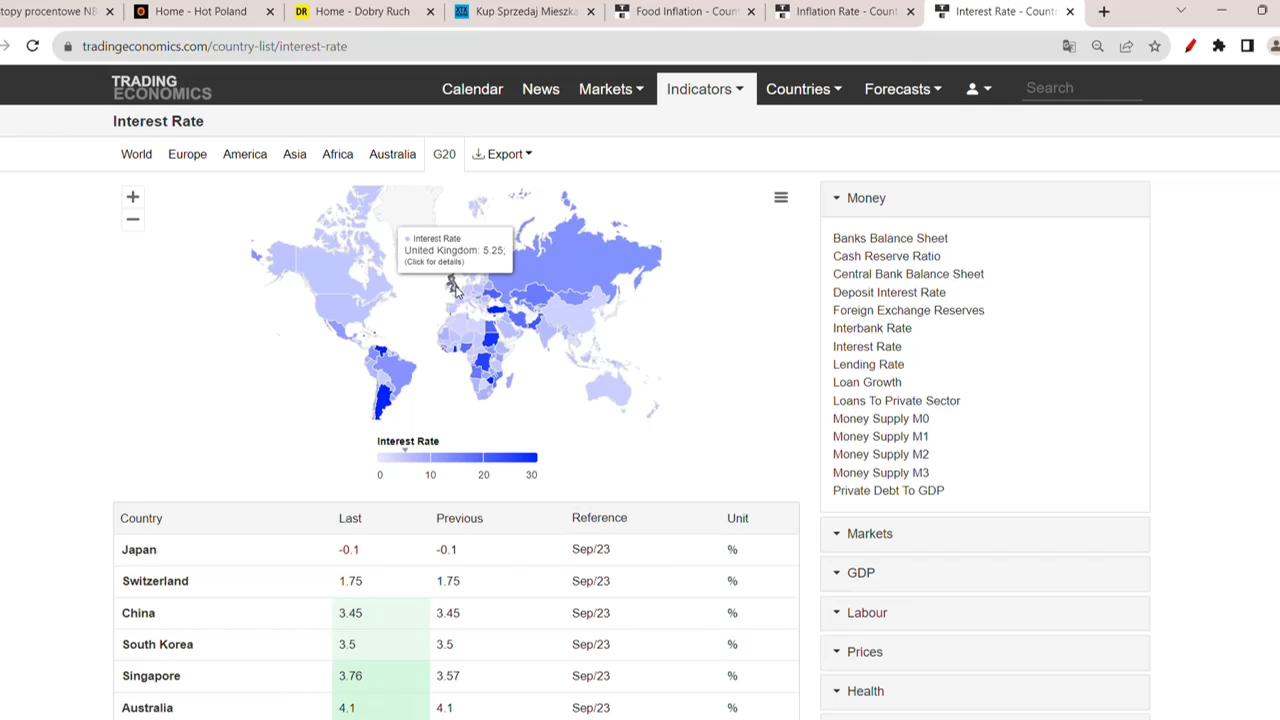 stopy procentowe NB
Home - Hot Poland
DR Home - Dobry Ruch
XTX Kup Sprzedaj Mieszka
Food Inflation - Coun
Inflation Rate - Count
Interest Rate - Count
tradingeconomics.com/country-list/interest-rate
TRADING
ECONOMICS
Calendar News Markets Indicators Countries Forecasts Search
Interest Rate
World Europe America Asia Africa Australia G20 Export
+
−
Interest Rate
United Kingdom: 5.25;
(Click for details)
Interest Rate
0 10 20 30
Country Last Previous Reference Unit
Japan -0.1 -0.1 Sep/23 %
Switzerland 1.75 1.75 Sep/23 %
China 3.45 3.45 Sep/23 %
South Korea 3.5 3.5 Sep/23 %
Singapore 3.76 3.57 Sep/23 %
Australia 4.1 4.1 Sep/23 %
Money
Banks Balance Sheet
Cash Reserve Ratio
Central Bank Balance Sheet
Deposit Interest Rate
Foreign Exchange Reserves
Interbank Rate
Interest Rate
Lending Rate
Loan Growth
Loans To Private Sector
Money Supply M0
Money Supply M1
Money Supply M2
Money Supply M3
Private Debt To GDP
Markets
GDP
Labour
Prices
Health